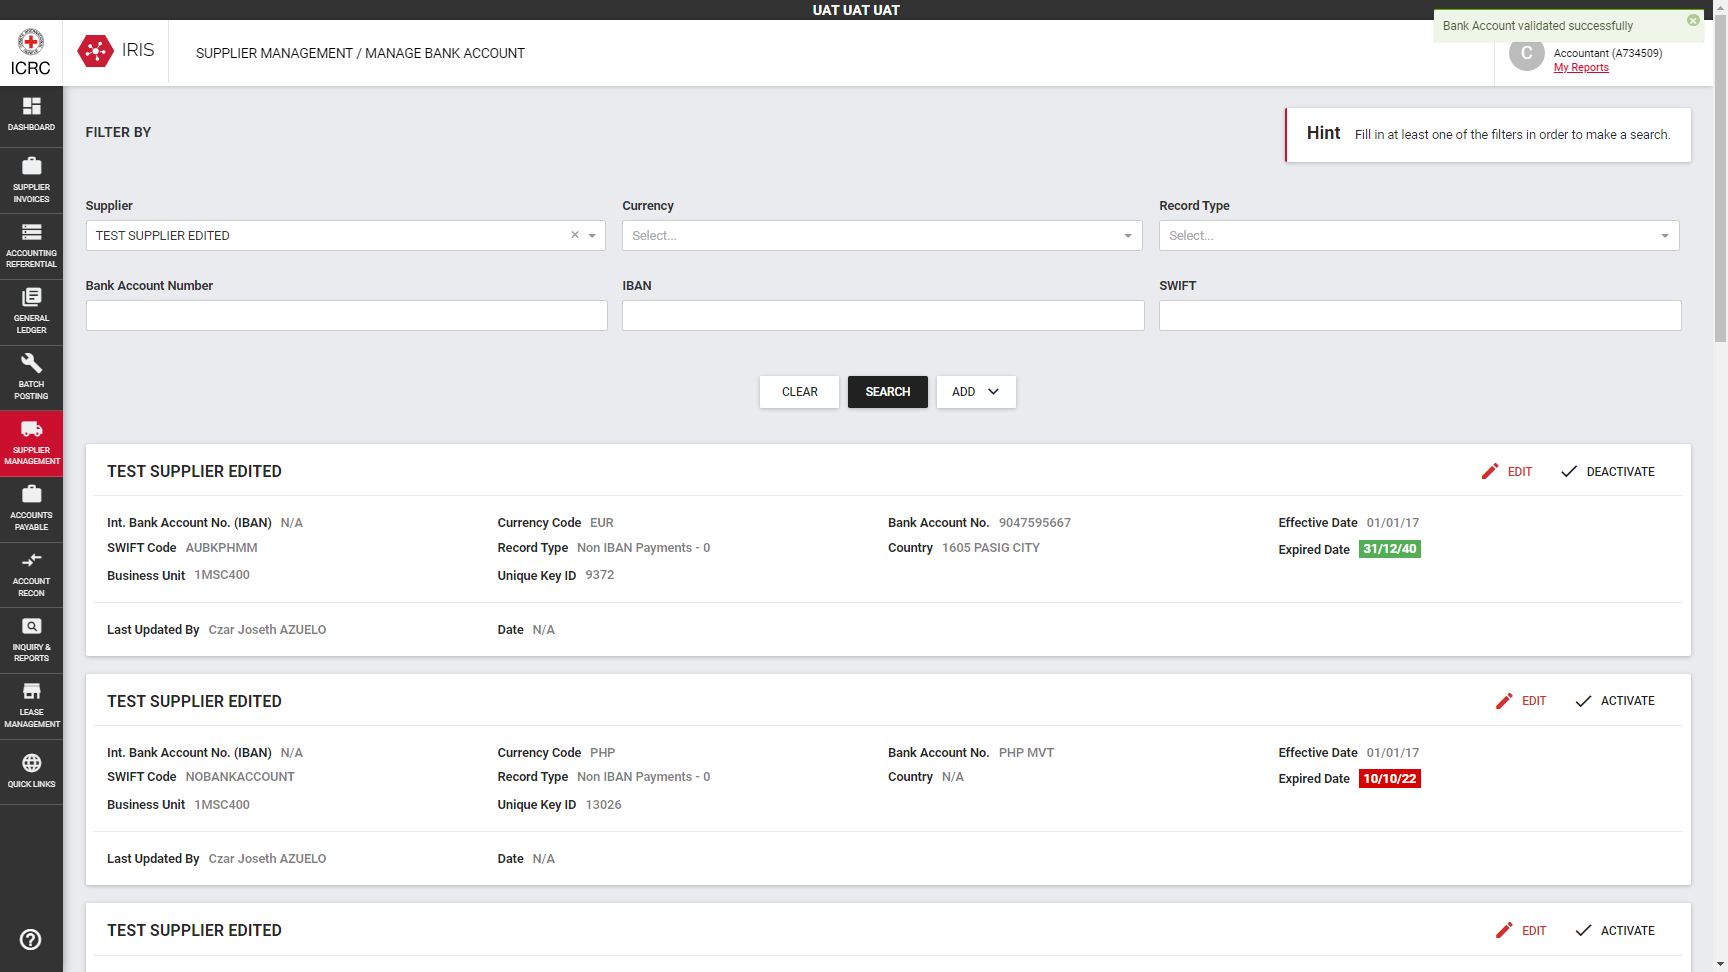 UAT UAT UAT
Bank Account validated successfully
ICRC
IRIS
SUPPLIER MANAGEMENT / MANAGE BANK ACCOUNT
C
Accountant (A734509)
My Reports
DASHBOARD
SUPPLIER
INVOICES
ACCOUNTING
REFERENTIAL
GENERAL
LEDGER
BATCH
POSTING
SUPPLIER
MANAGEMENT
ACCOUNTS
PAYABLE
ACCOUNT
RECON
INQUIRY &
REPORTS
LEASE
MANAGEMENT
QUICK LINKS
FILTER BY
Hint Fill in at least one of the filters in order to make a search.
Supplier Currency Record Type
TEST SUPPLIER EDITED Select... Select...
Bank Account Number IBAN SWIFT
CLEAR SEARCH ADD
TEST SUPPLIER EDITED EDIT DEACTIVATE
Int. Bank Account No. (IBAN) N/A Currency Code EUR Bank Account No. 9047595667 Effective Date 01/01/17
SWIFT Code AUBKPHMM Record Type Non IBAN Payments - 0 Country 1605 PASIG CITY Expired Date 31/12/40
Business Unit 1MSC400 Unique Key ID 9372
Last Updated By Czar Joseth AZUELO Date N/A
TEST SUPPLIER EDITED EDIT ACTIVATE
Int. Bank Account No. (IBAN) N/A Currency Code PHP Bank Account No. PHP MVT Effective Date 01/01/17
SWIFT Code NOBANKACCOUNT Record Type Non IBAN Payments - 0 Country N/A Expired Date 10/10/22
Business Unit 1MSC400 Unique Key ID 13026
Last Updated By Czar Joseth AZUELO Date N/A
TEST SUPPLIER EDITED EDIT ACTIVATE